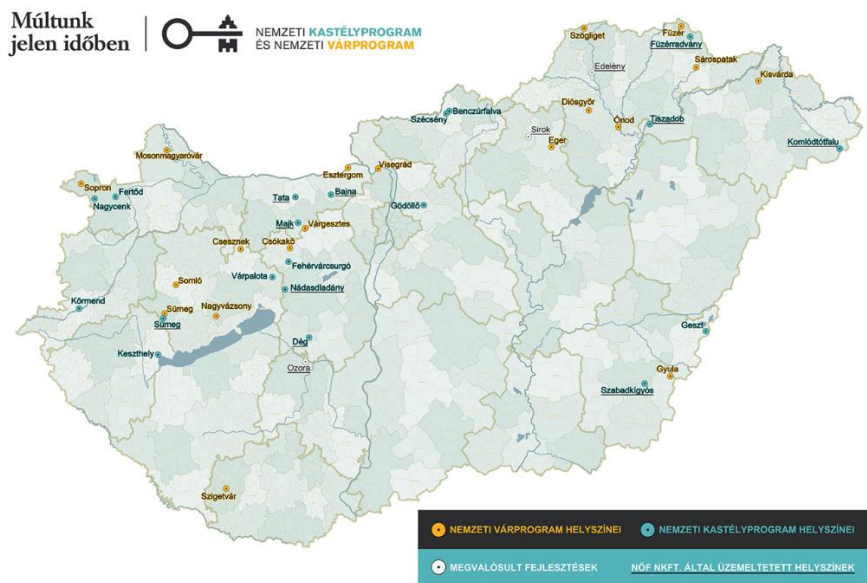 Múltunk
jelen időben
NEMZETI KASTÉLYPROGRAM
ÉS NEMZETI VÁRPROGRAM
Szögliget
Füzér
Füzérradvány
Edelény
Sárospatak
Kisvárda
Diósgyőr
Ónod
Tiszadob
Szécsény
Benczúrfalva
Sirok
Eger
Komlódtótfalu
Mosonmagyaróvár
Esztergom
Visegrád
Sopron
Fertőd
Nagycenk
Tata
Bajna
Gödöllő
Majk
Várgesztes
Csesznek
Csókakő
Várpalota
Fehérvárcsurgó
Somló
Nádasdladány
Körmend
Sümeg
Sümeg
Nagyvázsony
Keszthely
Dég
Ozora
Geszt
Gyula
Szabadkígyós
Szigetvár
NEMZETI VÁRPROGRAM HELYSZÍNEI
NEMZETI KASTÉLYPROGRAM HELYSZÍNEI
MEGVALÓSULT FEJLESZTÉSEK
NÖF NKFT. ÁLTAL ÜZEMELTETETT HELYSZÍNEK